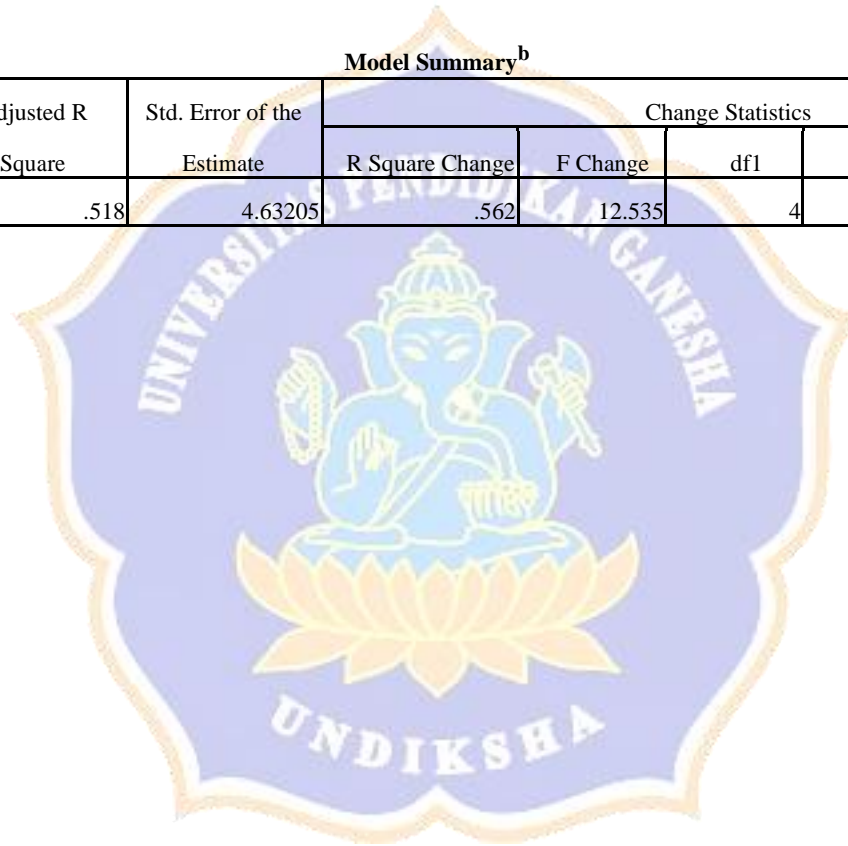 Model Summaryb
djusted R Std. Error of the Change Statistics
Square Estimate R Square Change F Change df1
.518 4.63205 .562 12.535 4
UNIVERSITAS PENDIDIKAN GANESHA
UNDIKSHA